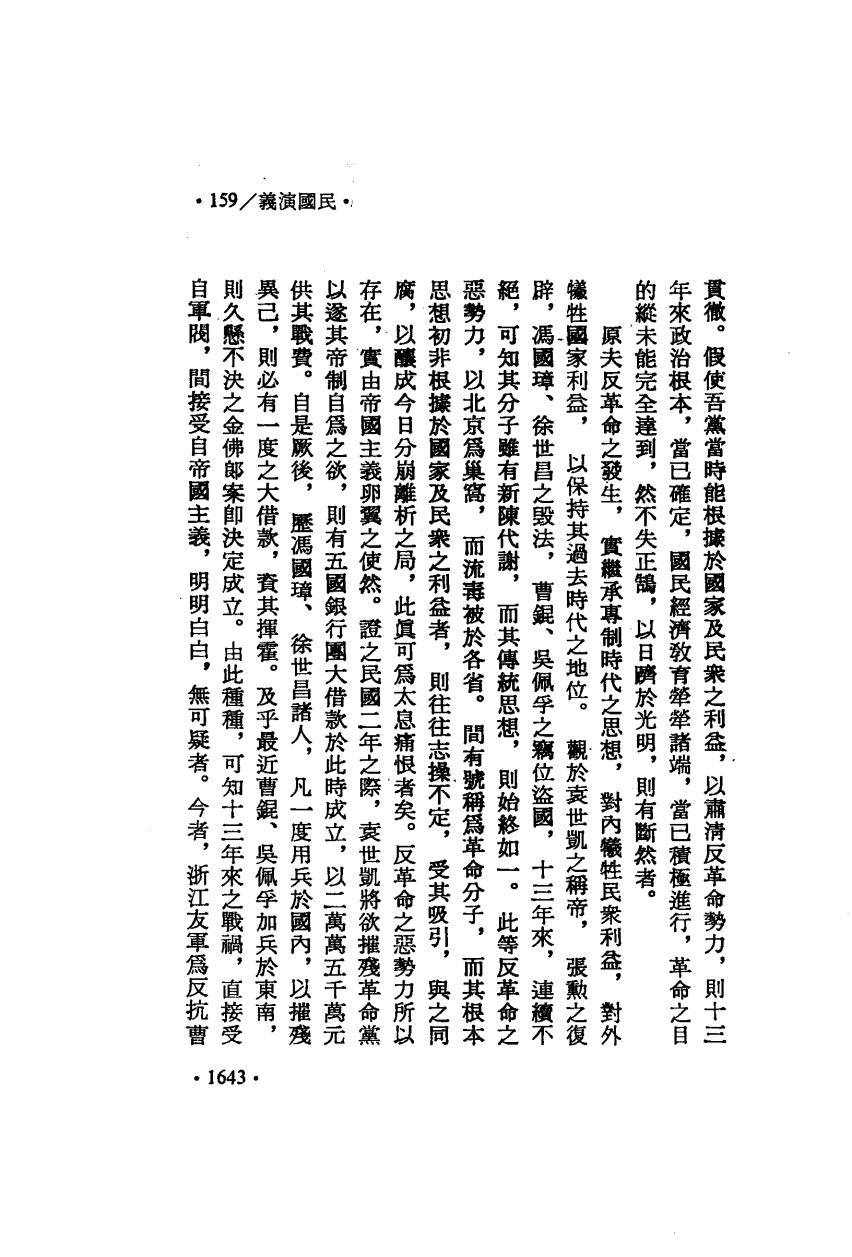 •159/義演國民•
貫徹。假使吾黨當時能根據於國家及民衆之利益，以肅清反革命勢力，則十三
年來政治根本，當已確定，國民經濟敎育犖犖諸端，當已積極進行，革命之目
的縱未能完全達到，然不失正鵠，以日躋於光明，則有斷然者。
原夫反革命之發生，實繼承專制時代之思想，對內犧牲民衆利益，對外
犧牲國家利益，以保持其過去時代之地位。觀於袁世凱之稱帝，張勳之復
辟，馮國璋、徐世昌之毀法，曹錕、吳佩孚之竊位盜國，十三年來，連續不
絕，可知其分子雖有新陳代謝，而其傳統思想，則始終如一。此等反革命之
惡勢力，以北京爲巢窩，而流毒被於各省。間有號稱爲革命分子，而其根本
思想初非根據於國家及民衆之利益者，則往往志操不定，受其吸引，與之同
腐，以釀成今日分崩離析之局，此眞可爲太息痛恨者矣。反革命之惡勢力所以
存在，實由帝國主義卵翼之使然。證之民國二年之際，袁世凱將欲摧殘革命黨
以遂其帝制自爲之欲，則有五國銀行團大借款於此時成立，以二萬萬五千萬元
供其戰費。自是厥後，歷馮國璋、徐世昌諸人，凡一度用兵於國內，以摧殘
異己，則必有一度之大借款，資其揮霍。及乎最近曹錕、吳佩孚加兵於東南，
則久懸不決之金佛郎案卽決定成立。由此種種，可知十三年來之戰禍，直接受
自軍閥，間接受自帝國主義，明明白白，無可疑者。今者，浙江友軍爲反抗曹
•1643•